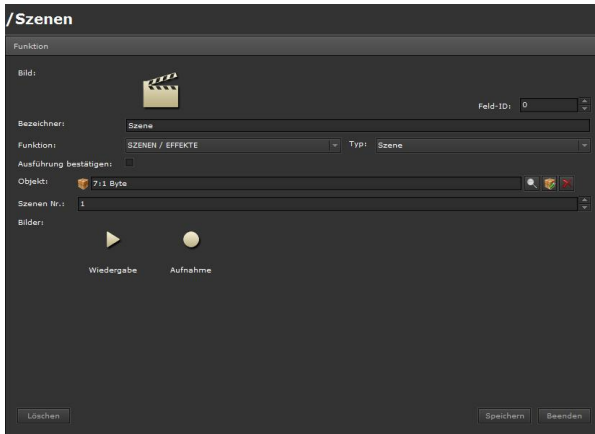 /Szenen
Funktion
Bild:
Feld-ID: 0
Bezeichner: Szene
Funktion: SZENEN / EFFEKTE Typ: Szene
Ausführung bestätigen:
Objekt: 7:1 Byte
Szenen Nr.: 1
Bilder:
Wiedergabe Aufnahme
Löschen Speichern Beenden